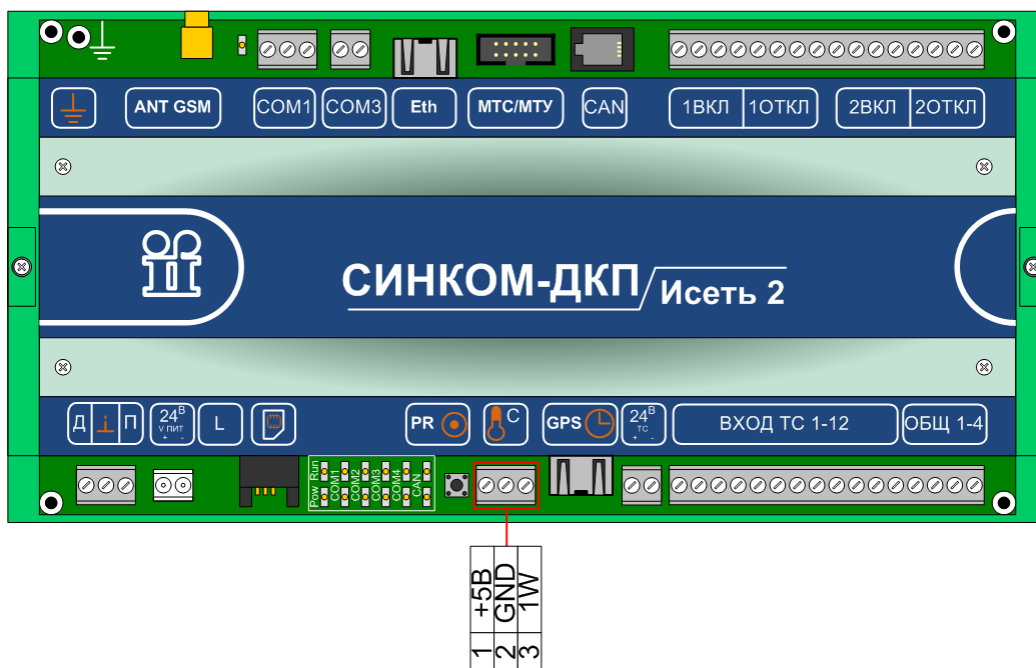 ANT GSM COM1 COM3 Eth МТС/МТУ CAN 1ВКЛ 1ОТКЛ 2ВКЛ 2ОТКЛ
СИНКОМ-ДКП/Исеть 2
Д П 24В V ПИТ + - L PR C GPS 24В ТС + - ВХОД ТС 1-12 ОБЩ 1-4
Pow Run COM1 COM2 COM3 COM4 CAN
1 +5В
2 GND
3 1W